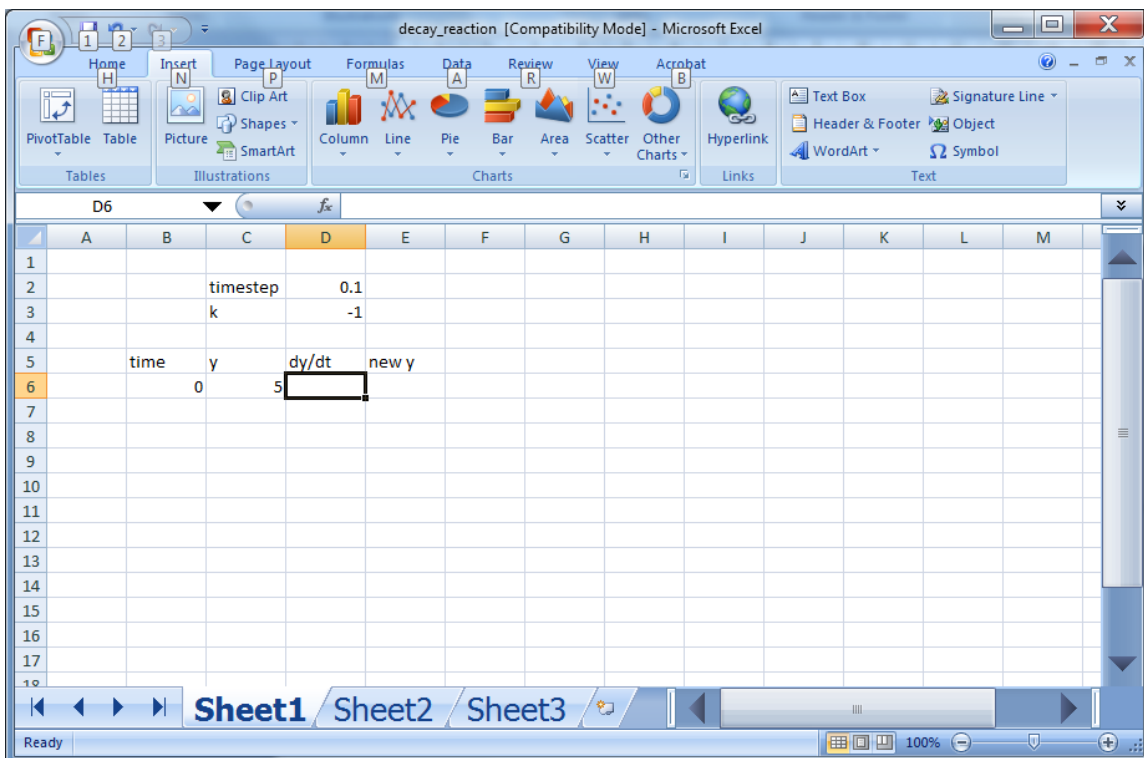 decay_reaction [Compatibility Mode] - Microsoft Excel
F 1 2 3
Home Insert Page Layout Formulas Data Review View Acrobat
H N P M A R W B
PivotTable Table Picture Clip Art Shapes SmartArt Column Line Pie Bar Area Scatter Other Charts Hyperlink Text Box Header & Footer WordArt Signature Line Object Symbol
Tables Illustrations Charts Links Text
D6 fx
A B C D E F G H I J K L M
1
2 timestep 0.1
3 k -1
4
5 time y dy/dt new y
6 0 5
7
8
9
10
11
12
13
14
15
16
17
18
Sheet1 Sheet2 Sheet3
Ready 100%